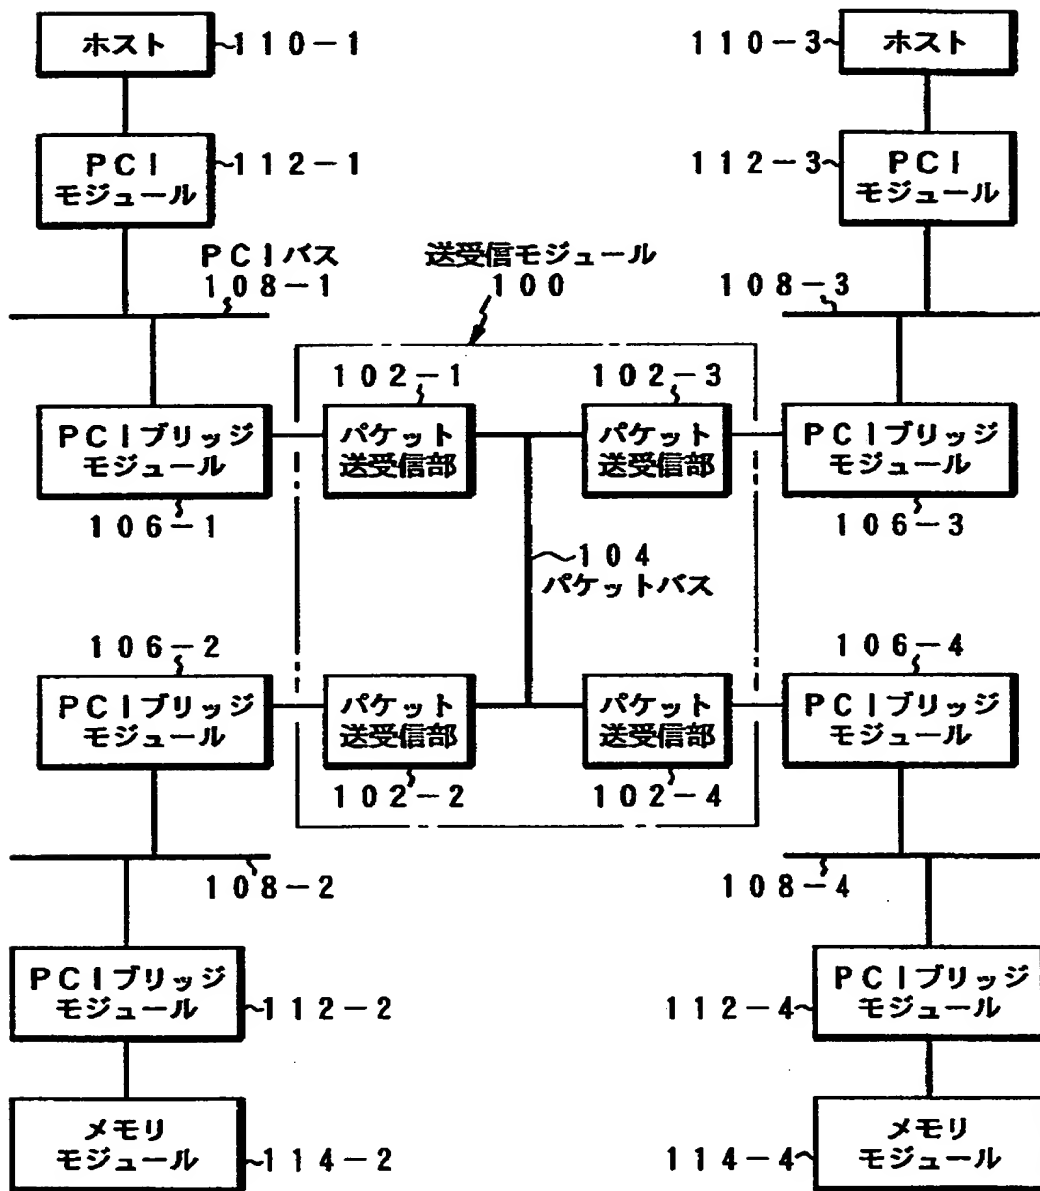 ホスト
110-1
110-3
ホスト
PCI
モジュール
112-1
112-3
PCI
モジュール
PCIバス
108-1
送受信モジュール
100
108-3
102-1
102-3
PCIブリッジ
モジュール
パケット
送受信部
パケット
送受信部
PCIブリッジ
モジュール
106-1
106-3
104
パケットバス
106-2
106-4
PCIブリッジ
モジュール
パケット
送受信部
パケット
送受信部
PCIブリッジ
モジュール
102-2
102-4
108-2
108-4
PCIブリッジ
モジュール
112-2
112-4
PCIブリッジ
モジュール
メモリ
モジュール
114-2
114-4
メモリ
モジュール